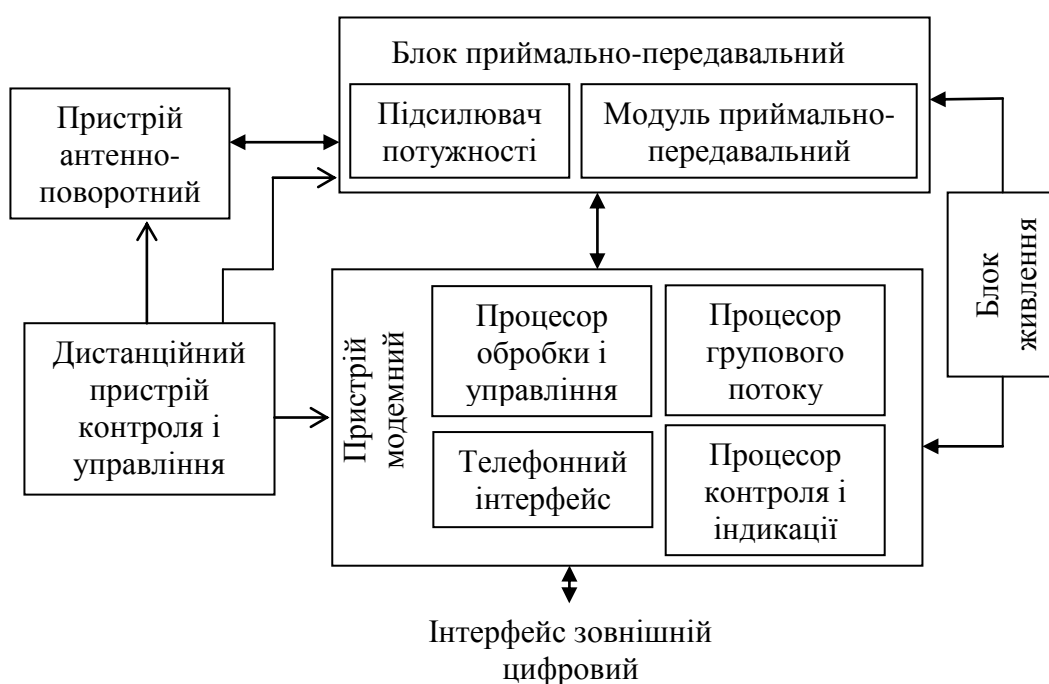 Блок приймально-передавальний
Підсилювач
потужності
Модуль приймально-
передавальний
Пристрій
антенно-
поворотний
Блок
живлення
Дистанційний
пристрій
контроля і
управління
Пристрій
модемний
Процесор
обробки і
управління
Процесор
групового
потоку
Телефонний
інтерфейс
Процесор
контроля і
індикації
Інтерфейс зовнішній
цифровий